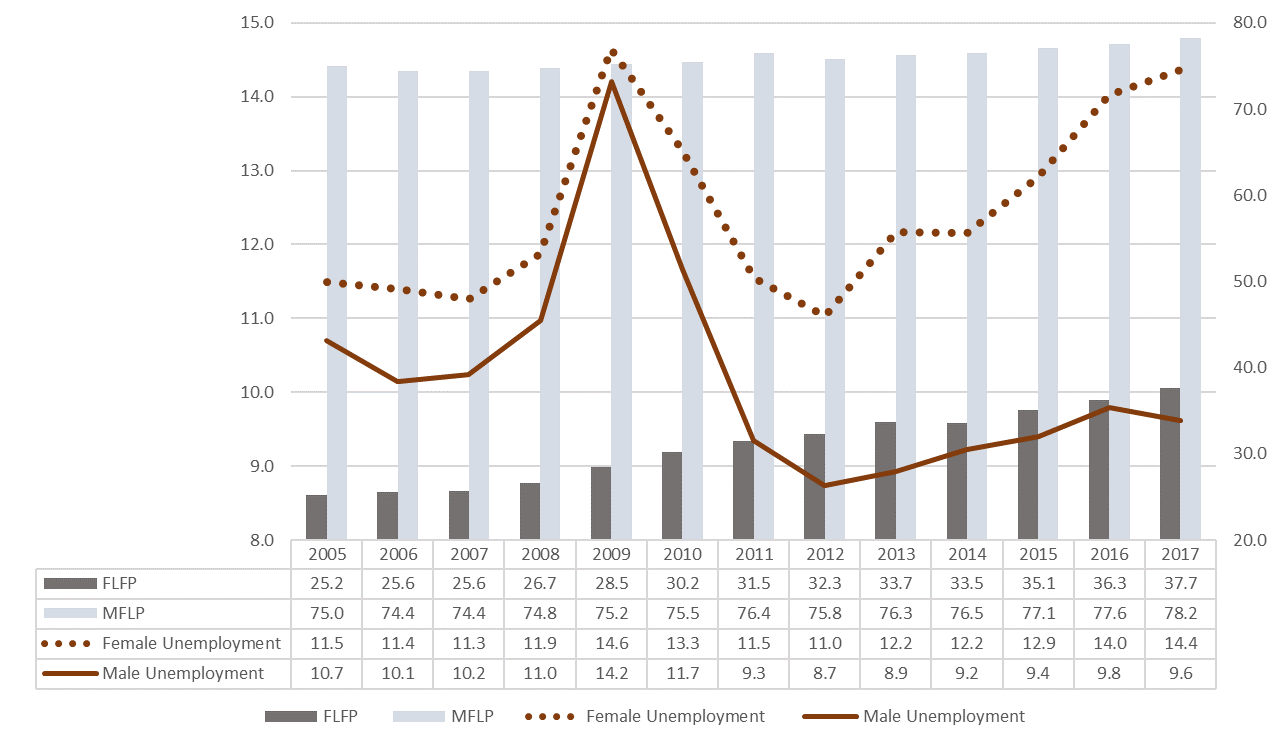 15.0 80.0
14.0 70.0
13.0
60.0
12.0
50.0
11.0
40.0
10.0
30.0
9.0
8.0 2005 2006 2007 2008 2009 2010 2011 2012 2013 2014 2015 2016 2017 20.0
FLFP 25.2 25.6 25.6 26.7 28.5 30.2 31.5 32.3 33.7 33.5 35.1 36.3 37.7
MFLP 75.0 74.4 74.4 74.8 75.2 75.5 76.4 75.8 76.3 76.5 77.1 77.6 78.2
Female Unemployment 11.5 11.4 11.3 11.9 14.6 13.3 11.5 11.0 12.2 12.2 12.9 14.0 14.4
Male Unemployment 10.7 10.1 10.2 11.0 14.2 11.7 9.3 8.7 8.9 9.2 9.4 9.8 9.6
FLFP MFLP Female Unemployment Male Unemployment